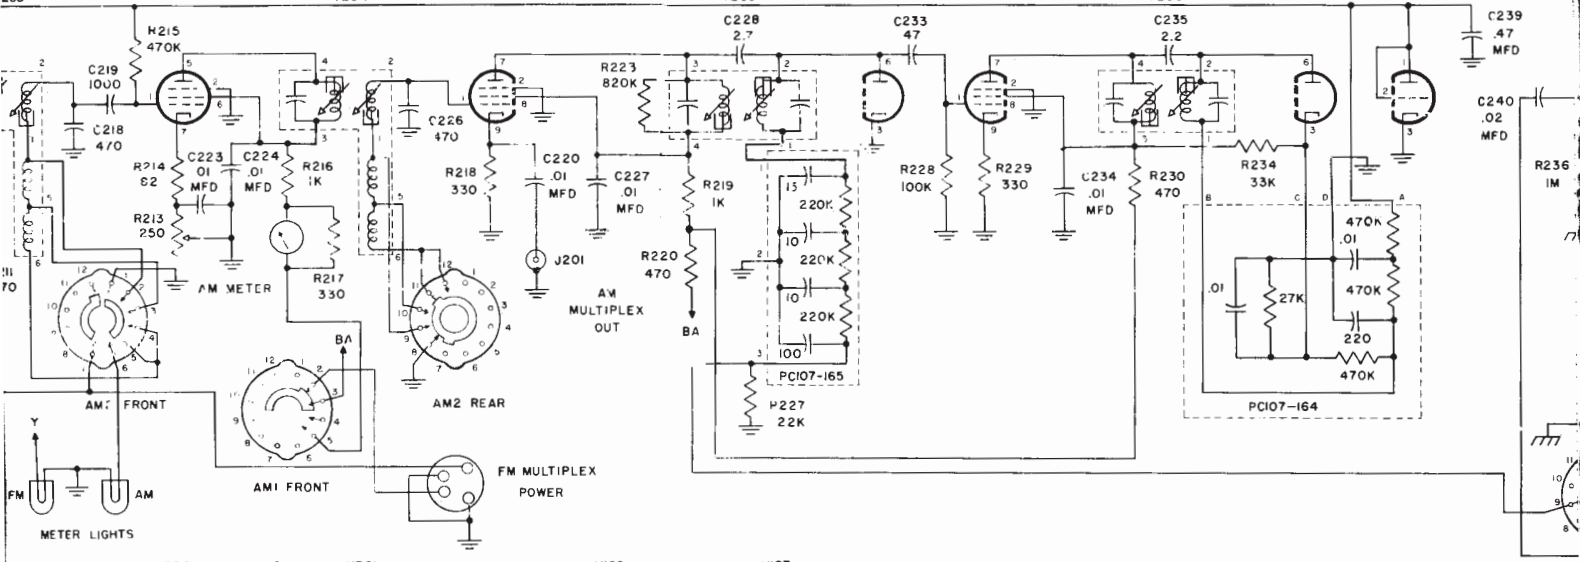 R215
470K
C219
1000
C218
470
R214
82
R213
250
C223
.01
MFD
C224
.01
MFD
R216
1K
AM METER
R217
330
C226
470
R218
330
C220
.01
MFD
J201
C227
.01
MFD
AM
MULTIPLEX
OUT
R223
820K
C228
2.7
R219
1K
R220
470
BA
15
220K
10
220K
10
220K
100
PC107-165
R227
22K
C233
47
R228
100K
R229
330
C234
.01
MFD
C235
2.2
R230
470
R234
33K
B
C
D
A
470K
.01
470K
.01
27K
220
470K
PC107-164
C239
.47
MFD
C240
.02
MFD
R236
1M
AM2 FRONT
BA
AM1 FRONT
AM2 REAR
Y
FM
AM
METER LIGHTS
FM MULTIPLEX
POWER